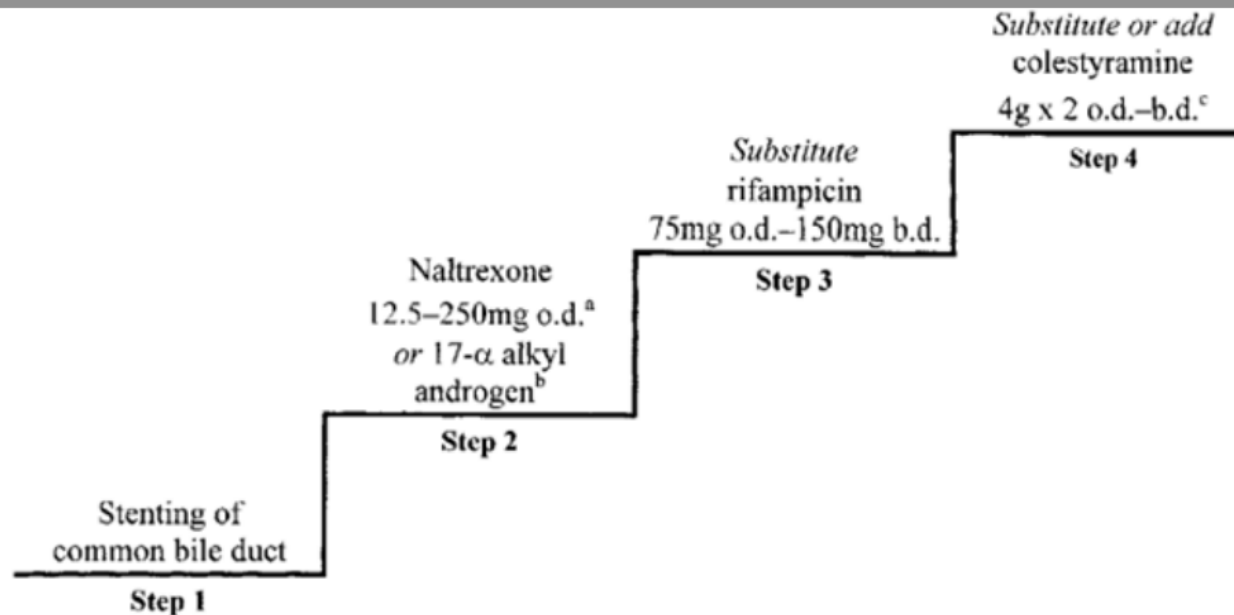 Stenting of
common bile duct
Step 1
Naltrexone
12.5–250mg o.d.ᵃ
or 17-α alkyl
androgenᵇ
Step 2
Substitute
rifampicin
75mg o.d.–150mg b.d.
Step 3
Substitute or add
colestyramine
4g x 2 o.d.–b.d.ᶜ
Step 4